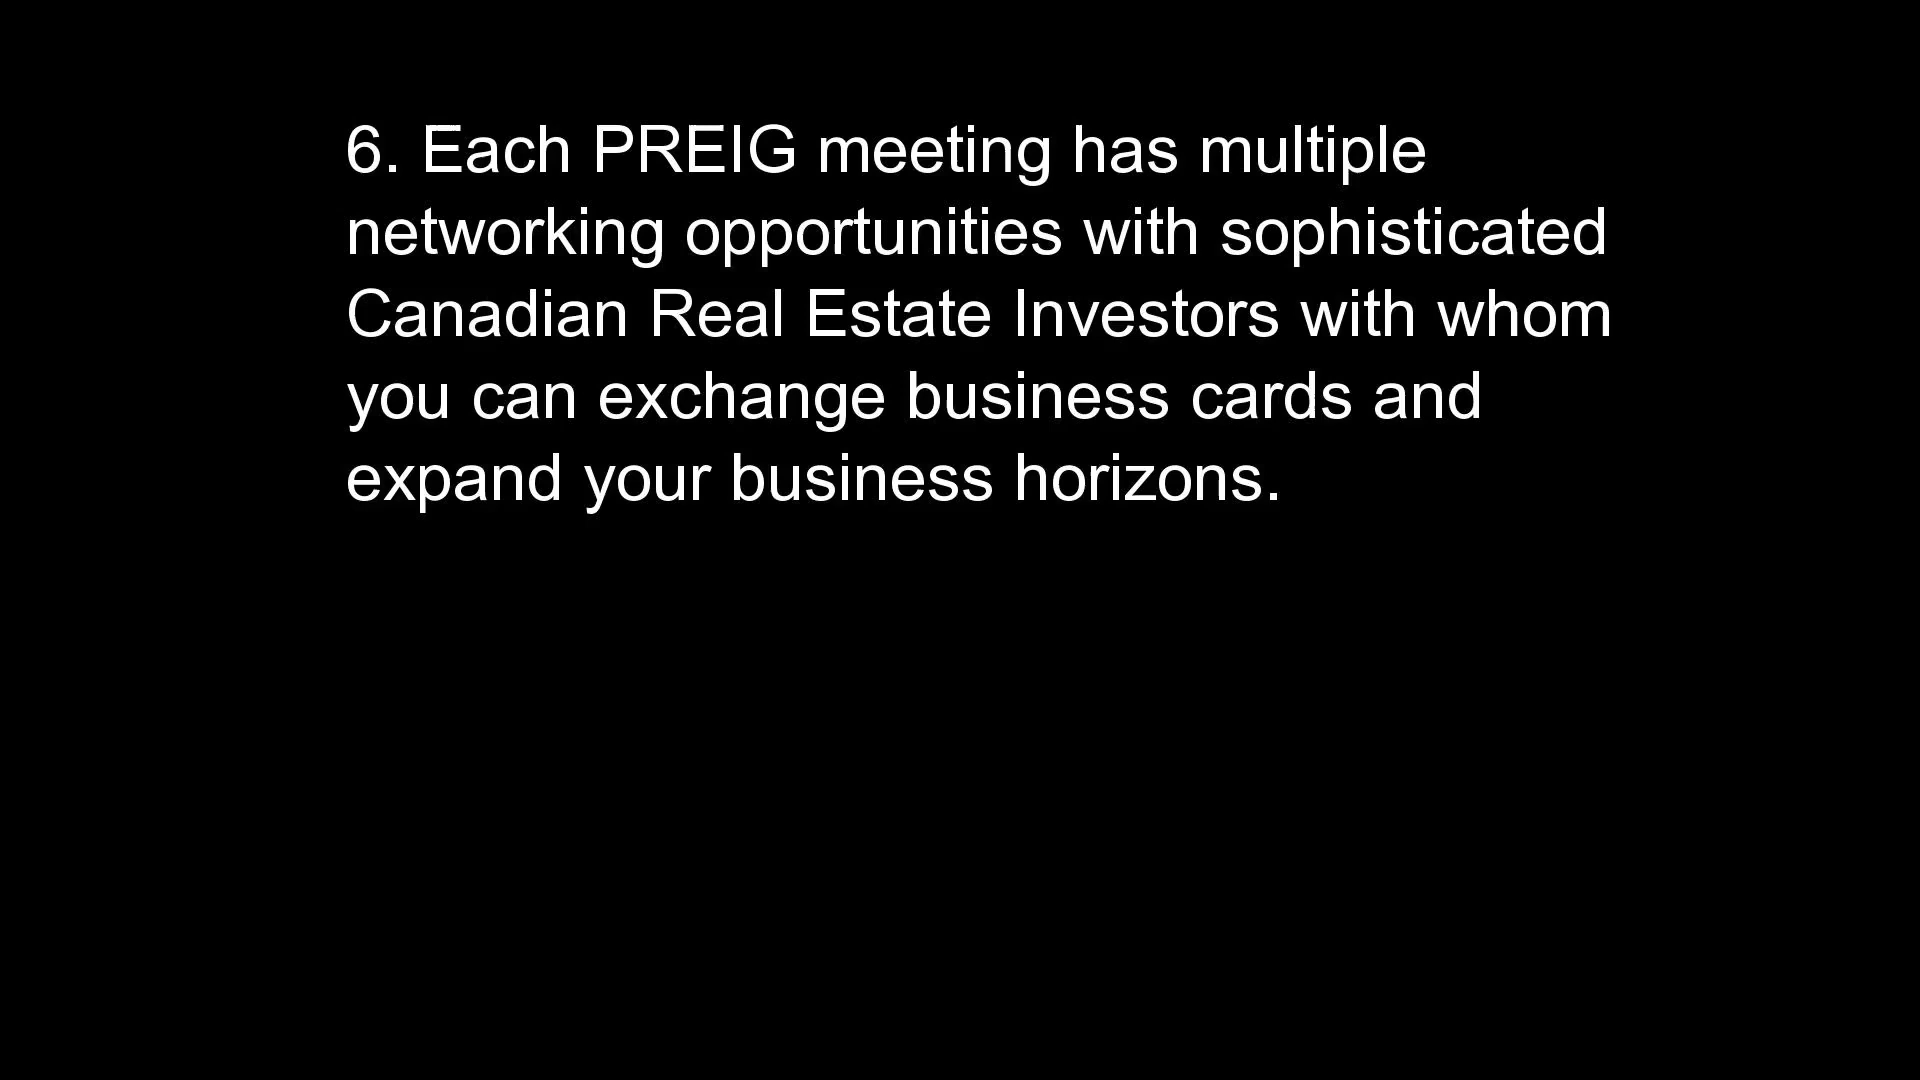 6. Each PREIG meeting has multiple
networking opportunities with sophisticated
Canadian Real Estate Investors with whom
you can exchange business cards and
expand your business horizons.